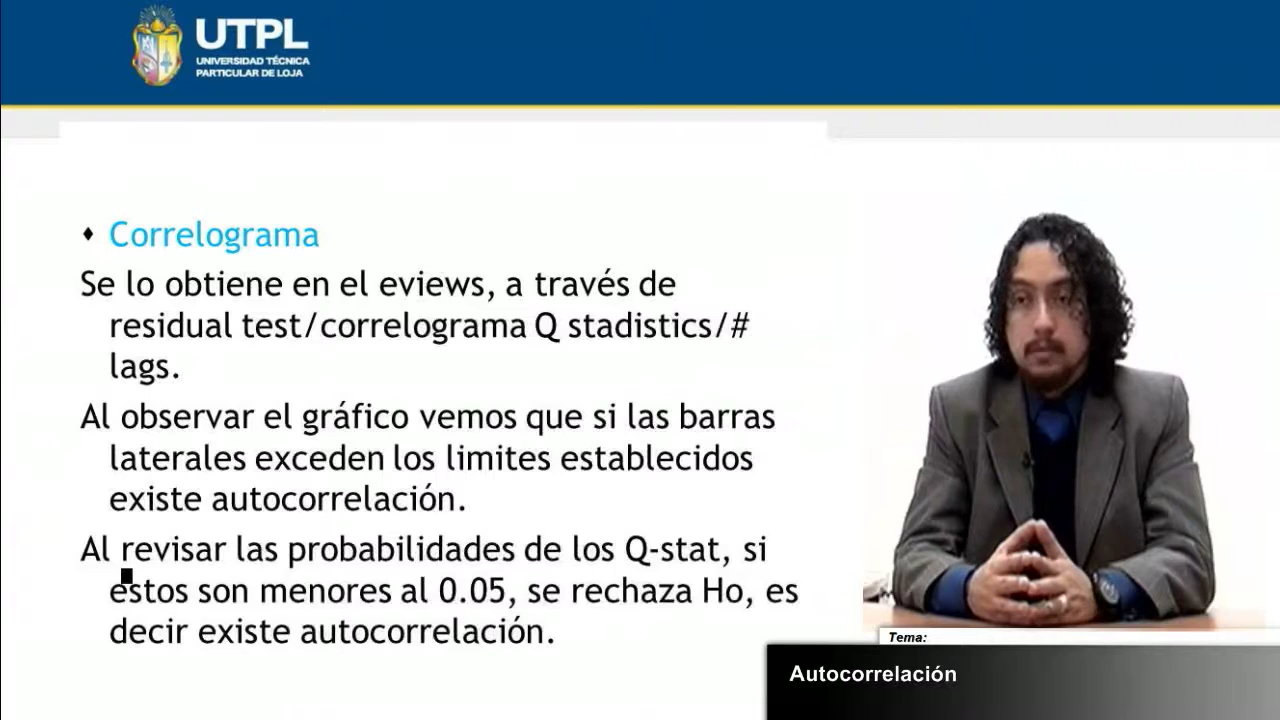 UTPL
UNIVERSIDAD TÉCNICA
PARTICULAR DE LOJA
Correlograma
Se lo obtiene en el eviews, a través de
residual test/correlograma Q stadistics/#
lags.
Al observar el gráfico vemos que si las barras
laterales exceden los limites establecidos
existe autocorrelación.
Al revisar las probabilidades de los Q-stat, si
estos son menores al 0.05, se rechaza Ho, es
decir existe autocorrelación.
Tema:
Autocorrelación